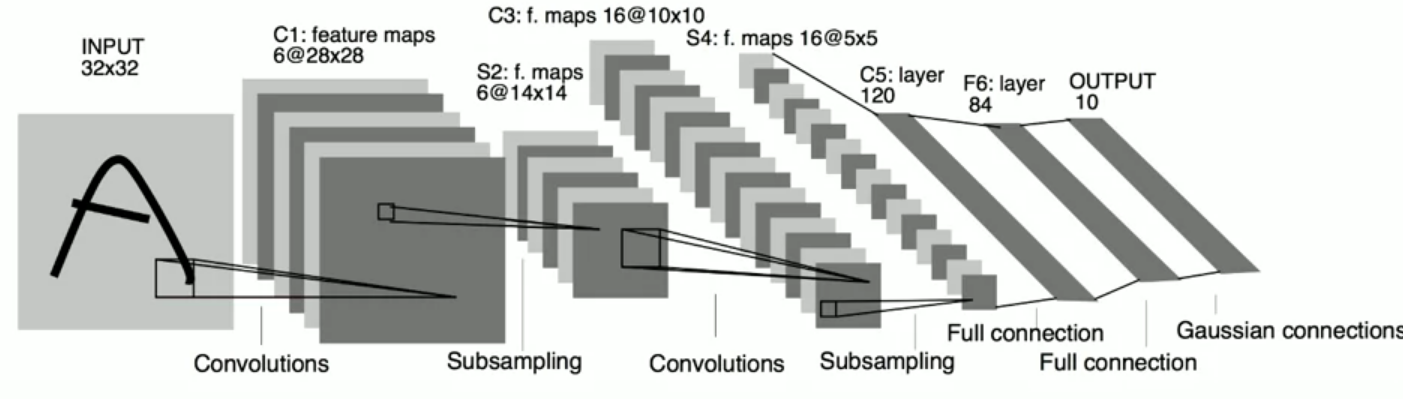 INPUT
32x32
C1: feature maps
6@28x28
S2: f. maps
6@14x14
C3: f. maps 16@10x10
S4: f. maps 16@5x5
C5: layer
120
F6: layer
84
OUTPUT
10
Convolutions
Subsampling
Convolutions
Subsampling
Full connection
Full connection
Gaussian connections